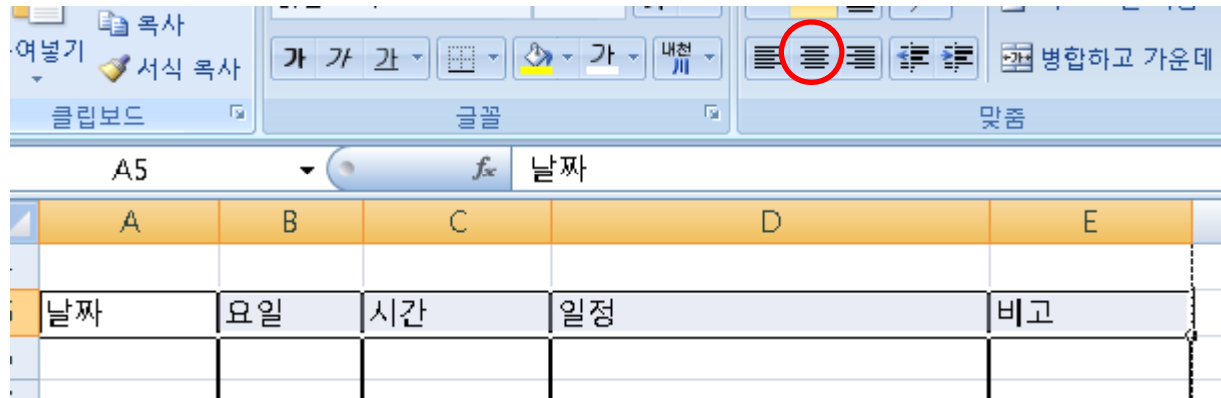 복사
여넣기
서식 복사
가 가 가 가 내천 川
병합하고 가운데
클립보드 글꼴 맞춤
A5 fx 날짜
A B C D E
날짜 요일 시간 일정 비고